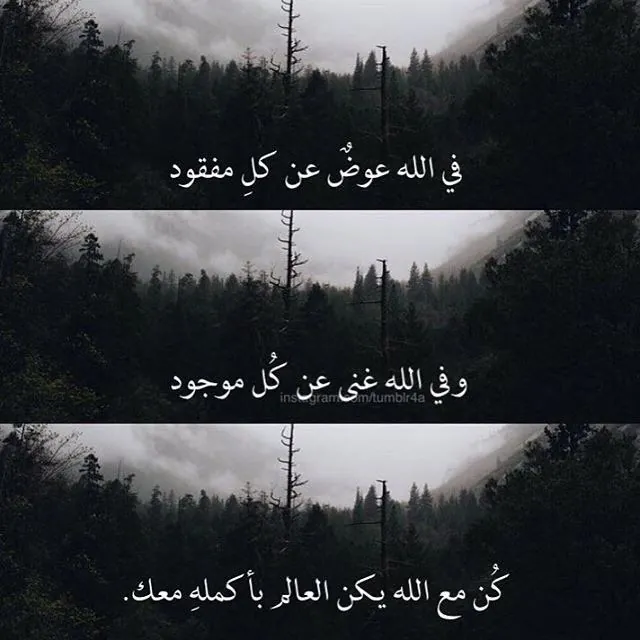 في الله عوضٌ عن كلِ مفقود
وفي الله غنى عن كُل موجود
instagram.com/tumblr4a
كُن مع الله يكن العالم بأكملهِ معك.